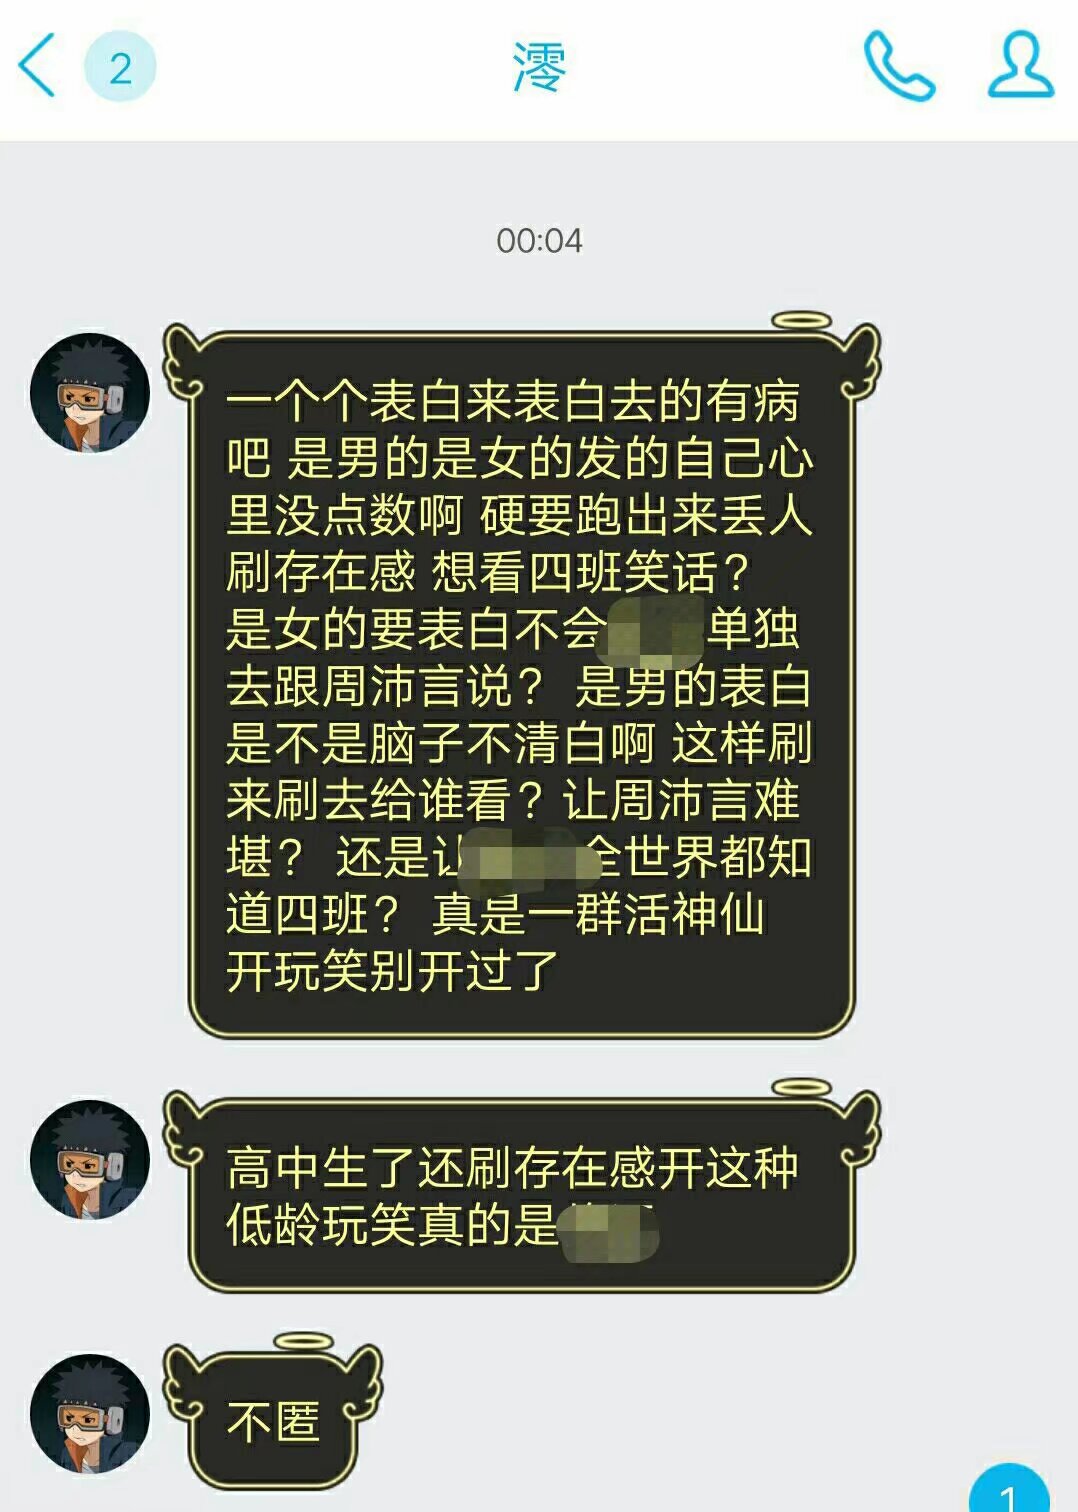 2
澪
00:04
一个个表白来表白去的有病
吧 是男的是女的发的自己心
里没点数啊 硬要跑出来丢人
刷存在感 想看四班笑话？
是女的要表白不会单独
去跟周沛言说？ 是男的表白
是不是脑子不清白啊 这样刷
来刷去给谁看？让周沛言难
堪？ 还是让全世界都知
道四班？ 真是一群活神仙
开玩笑别开过了
高中生了还刷存在感开这种
低龄玩笑真的是
不匿
1